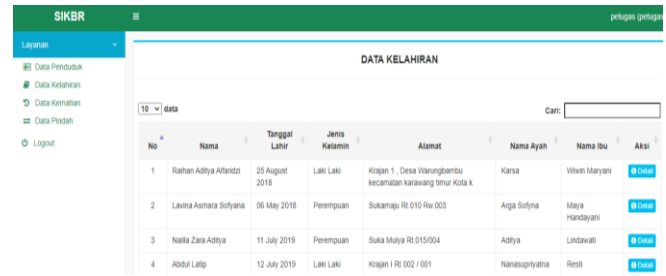 SIKBR
petugas (petugas
Layanan
Data Penduduk
Data Kelahiran
Data Kematian
Data Pindah
Logout
DATA KELAHIRAN
10 data
Cari:
No Nama Tanggal Lahir Jenis Kelamin Alamat Nama Ayah Nama Ibu Aksi
1 Raihan Aditya Alfaridzi 25 August 2018 Laki Laki Krajan 1 , Desa Warungbambu kecamatan karawang timur Kota k Karsa Wiwin Maryani Detail
2 Lavina Asmara Sofyana 06 May 2018 Perempuan Sukamaju Rt.010 Rw.003 Arga Sofyna Maya Handayani Detail
3 Nailla Zara Aditya 11 July 2019 Perempuan Suka Mulya Rt.015/004 Aditya Lindawati Detail
4 Abdul Latip 12 July 2019 Laki Laki Krajan I Rt 002 / 001 Nanasupriyatna Resti Detail